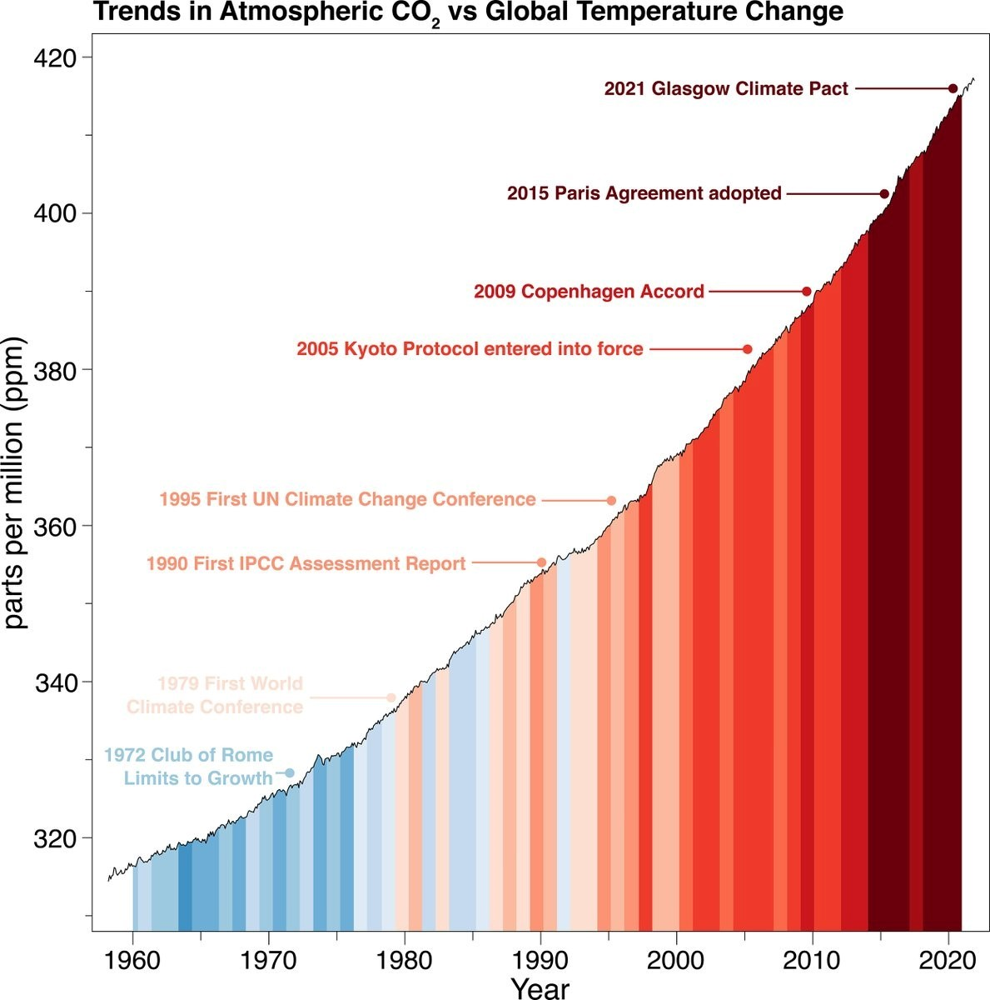 Trends in Atmospheric CO₂ vs Global Temperature Change
420
2021 Glasgow Climate Pact
2015 Paris Agreement adopted
400
2009 Copenhagen Accord
2005 Kyoto Protocol entered into force
380
parts per million (ppm)
1995 First UN Climate Change Conference
360
1990 First IPCC Assessment Report
340
1979 First World
Climate Conference
1972 Club of Rome
Limits to Growth
320
1960 1970 1980 1990 2000 2010 2020
Year